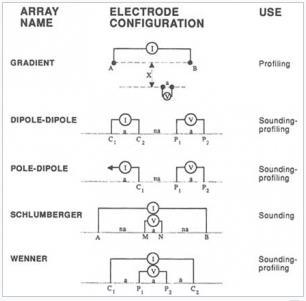 ARRAY NAME
ELECTRODE CONFIGURATION
USE
GRADIENT
I
A
B
X
a
V
Profiling
DIPOLE-DIPOLE
I
V
a
na
a
C1 C2 P1 P2
Sounding-
profiling
POLE-DIPOLE
I
V
a
na
a
C1 P1 P2
Sounding-
profiling
SCHLUMBERGER
I
V
na
a
na
A M N B
Sounding
WENNER
I
V
a
a
a
C1 P1 P2 C2
Sounding-
profiling